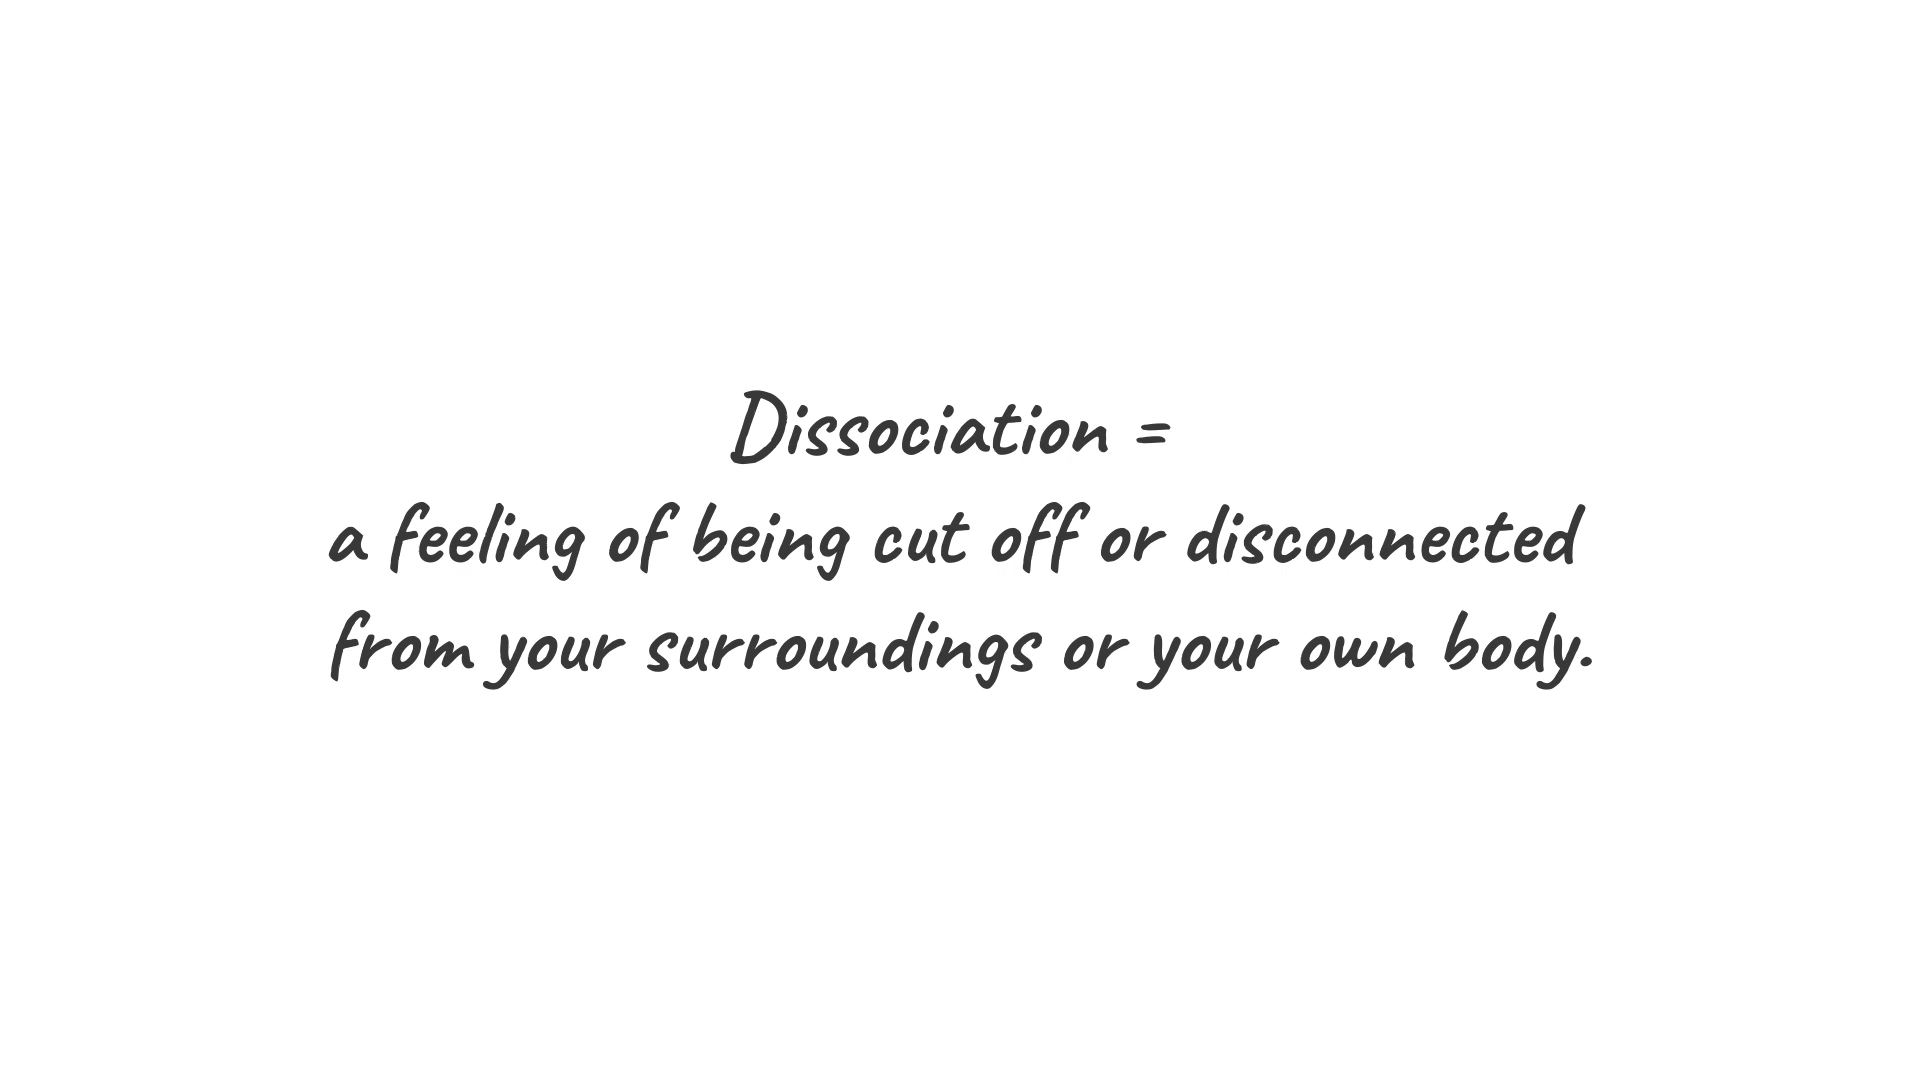 Dissociation =
a feeling of being cut off or disconnected
from your surroundings or your own body.